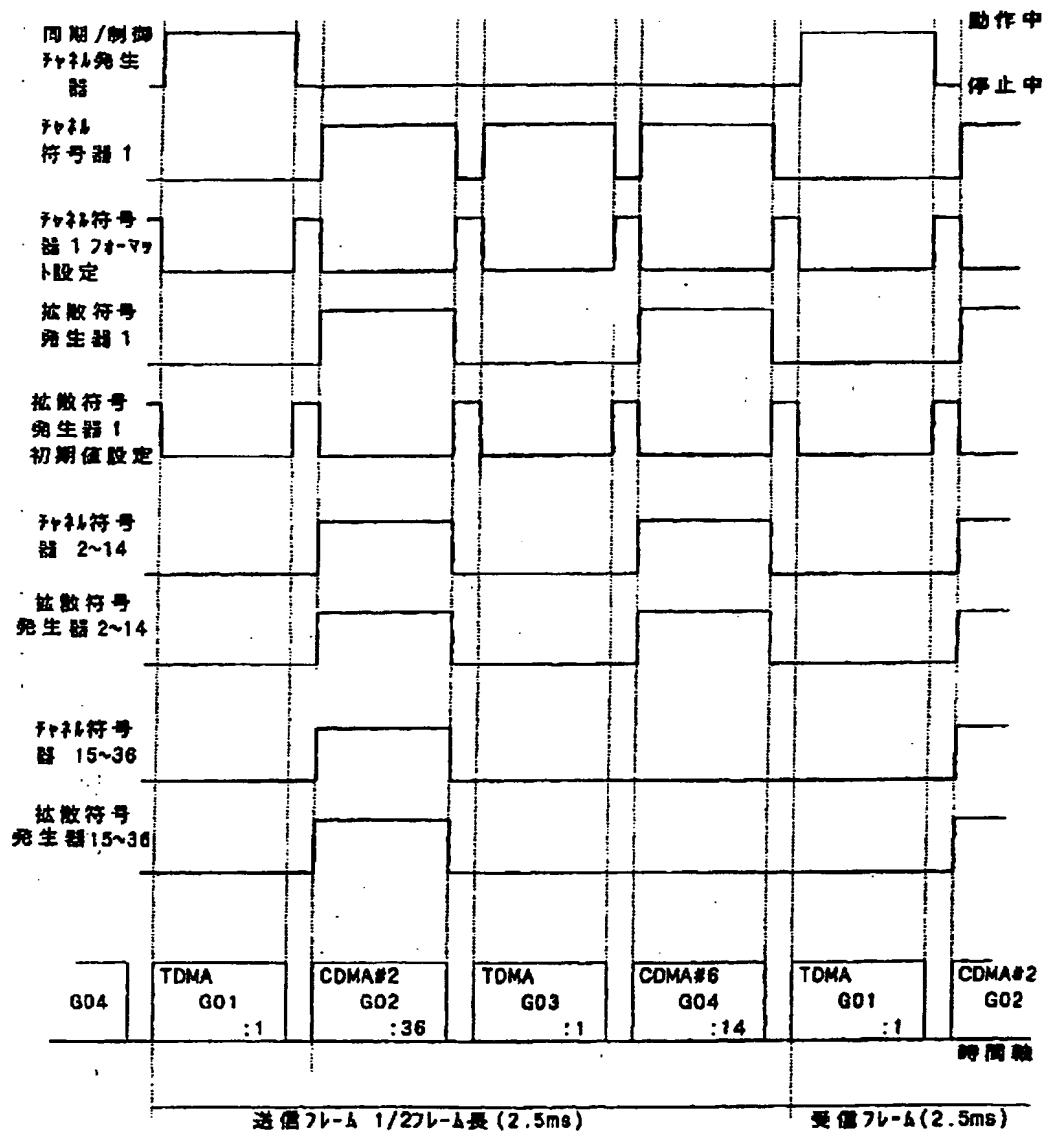 同期/制御
チャネル発生
器
動作中
停止中
チャネル
符号器1
チャネル符号
器1フォーマッ
ト設定
拡散符号
発生器1
拡散符号
発生器1
初期値設定
チャネル符号
器 2~14
拡散符号
発生器2~14
チャネル符号
器 15~36
拡散符号
発生器15~36
G04
TDMA
G01
:1
CDMA#2
G02
:36
TDMA
G03
:1
CDMA#6
G04
:14
TDMA
G01
:1
CDMA#2
G02
時間軸
送信フレーム 1/2フレーム長(2.5ms)
受信フレーム(2.5ms)